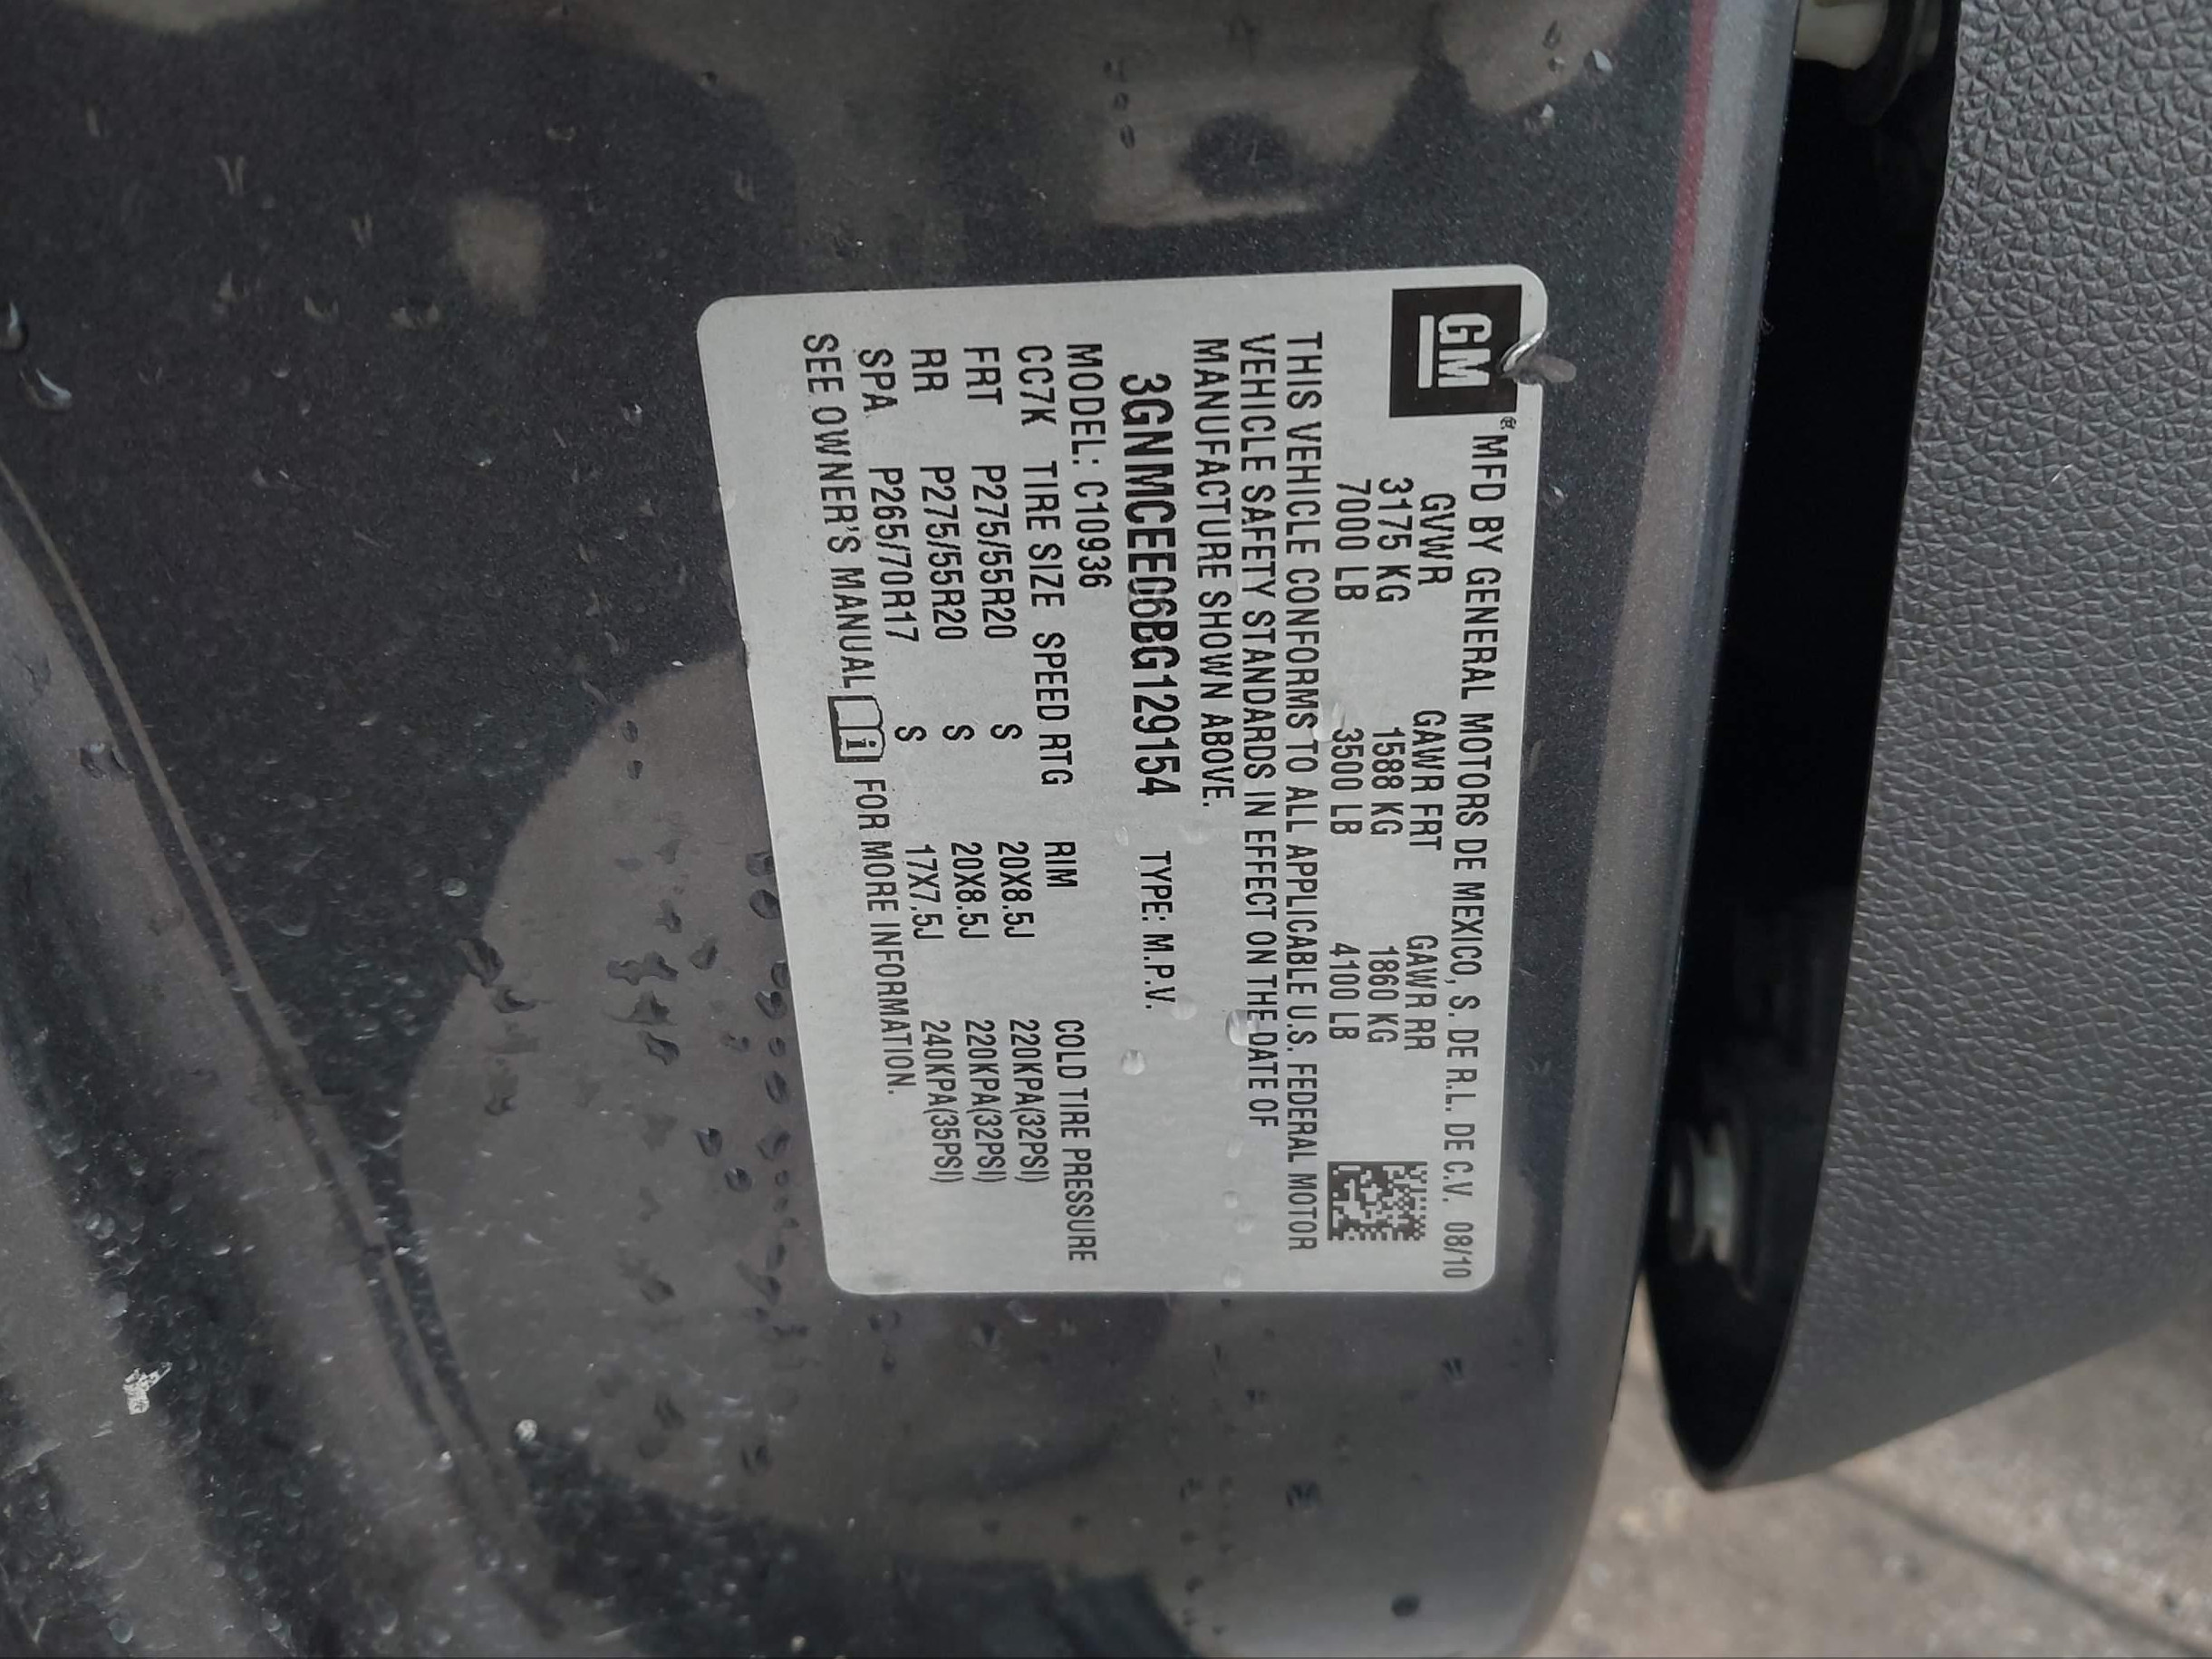 GM
® MFD BY GENERAL MOTORS DE MEXICO, S. DE R.L. DE C.V. 08/10
GVWR GAWR FRT GAWR RR
3175 KG 1588 KG 1860 KG
7000 LB 3500 LB 4100 LB
THIS VEHICLE CONFORMS TO ALL APPLICABLE U.S. FEDERAL MOTOR
VEHICLE SAFETY STANDARDS IN EFFECT ON THE DATE OF
MANUFACTURE SHOWN ABOVE.
3GNMCEE06BG129154 TYPE: M.P.V.
MODEL: C10936
CC7K TIRE SIZE SPEED RTG RIM COLD TIRE PRESSURE
FRT P275/55R20 S 20X8.5J 220KPA(32PSI)
RR P275/55R20 S 20X8.5J 220KPA(32PSI)
SPA P265/70R17 S 17X7.5J 240KPA(35PSI)
SEE OWNER'S MANUAL i FOR MORE INFORMATION.